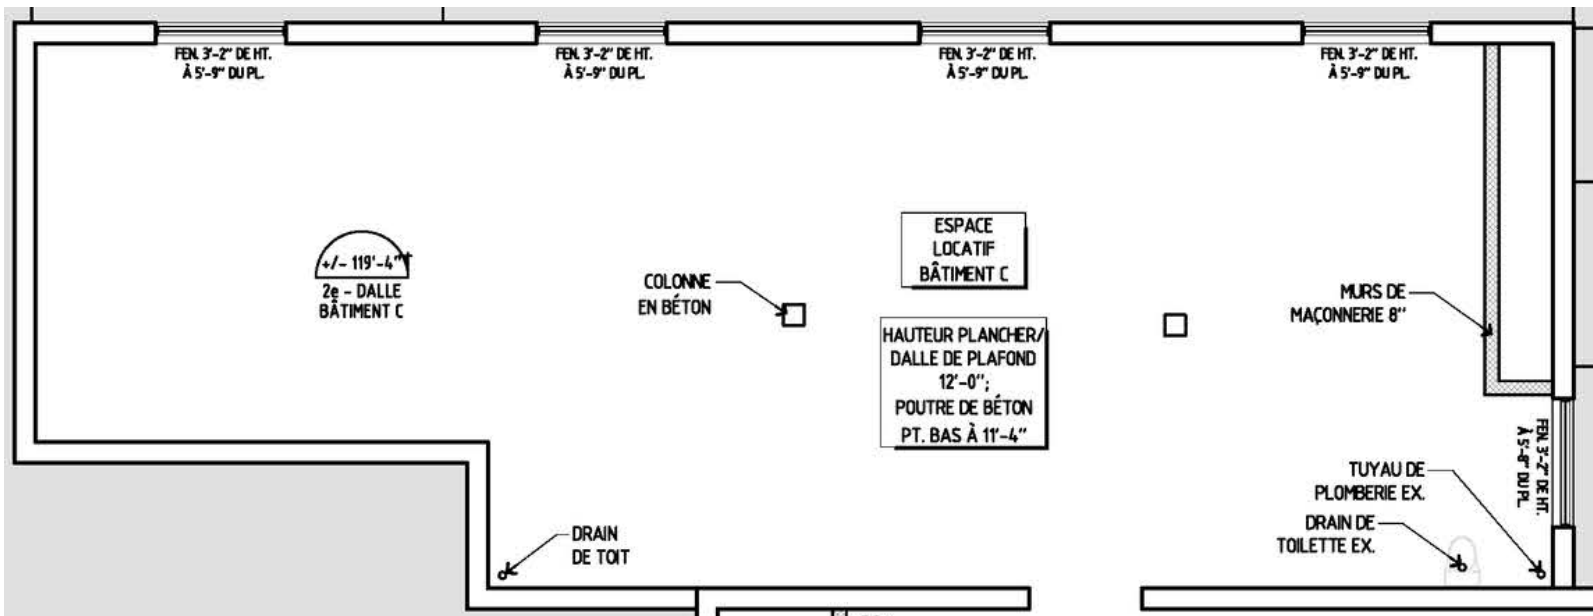 FEN. 3'-2" DE HT.
À 5'-9" DU PL.
FEN. 3'-2" DE HT.
À 5'-9" DU PL.
FEN. 3'-2" DE HT.
À 5'-9" DU PL.
FEN. 3'-2" DE HT.
À 5'-9" DU PL.
+/- 119'-4"
2e - DALLE
BÂTIMENT C
COLONNE
EN BÉTON
ESPACE
LOCATIF
BÂTIMENT C
HAUTEUR PLANCHER/
DALLE DE PLAFOND
12'-0";
POUTRE DE BÉTON
PT. BAS À 11'-4"
MURS DE
MAÇONNERIE 8"
FEN. 3'-2" DE HT.
À 5'-8" DU PL.
TUYAU DE
PLOMBERIE EX.
DRAIN DE
TOILETTE EX.
DRAIN
DE TOIT